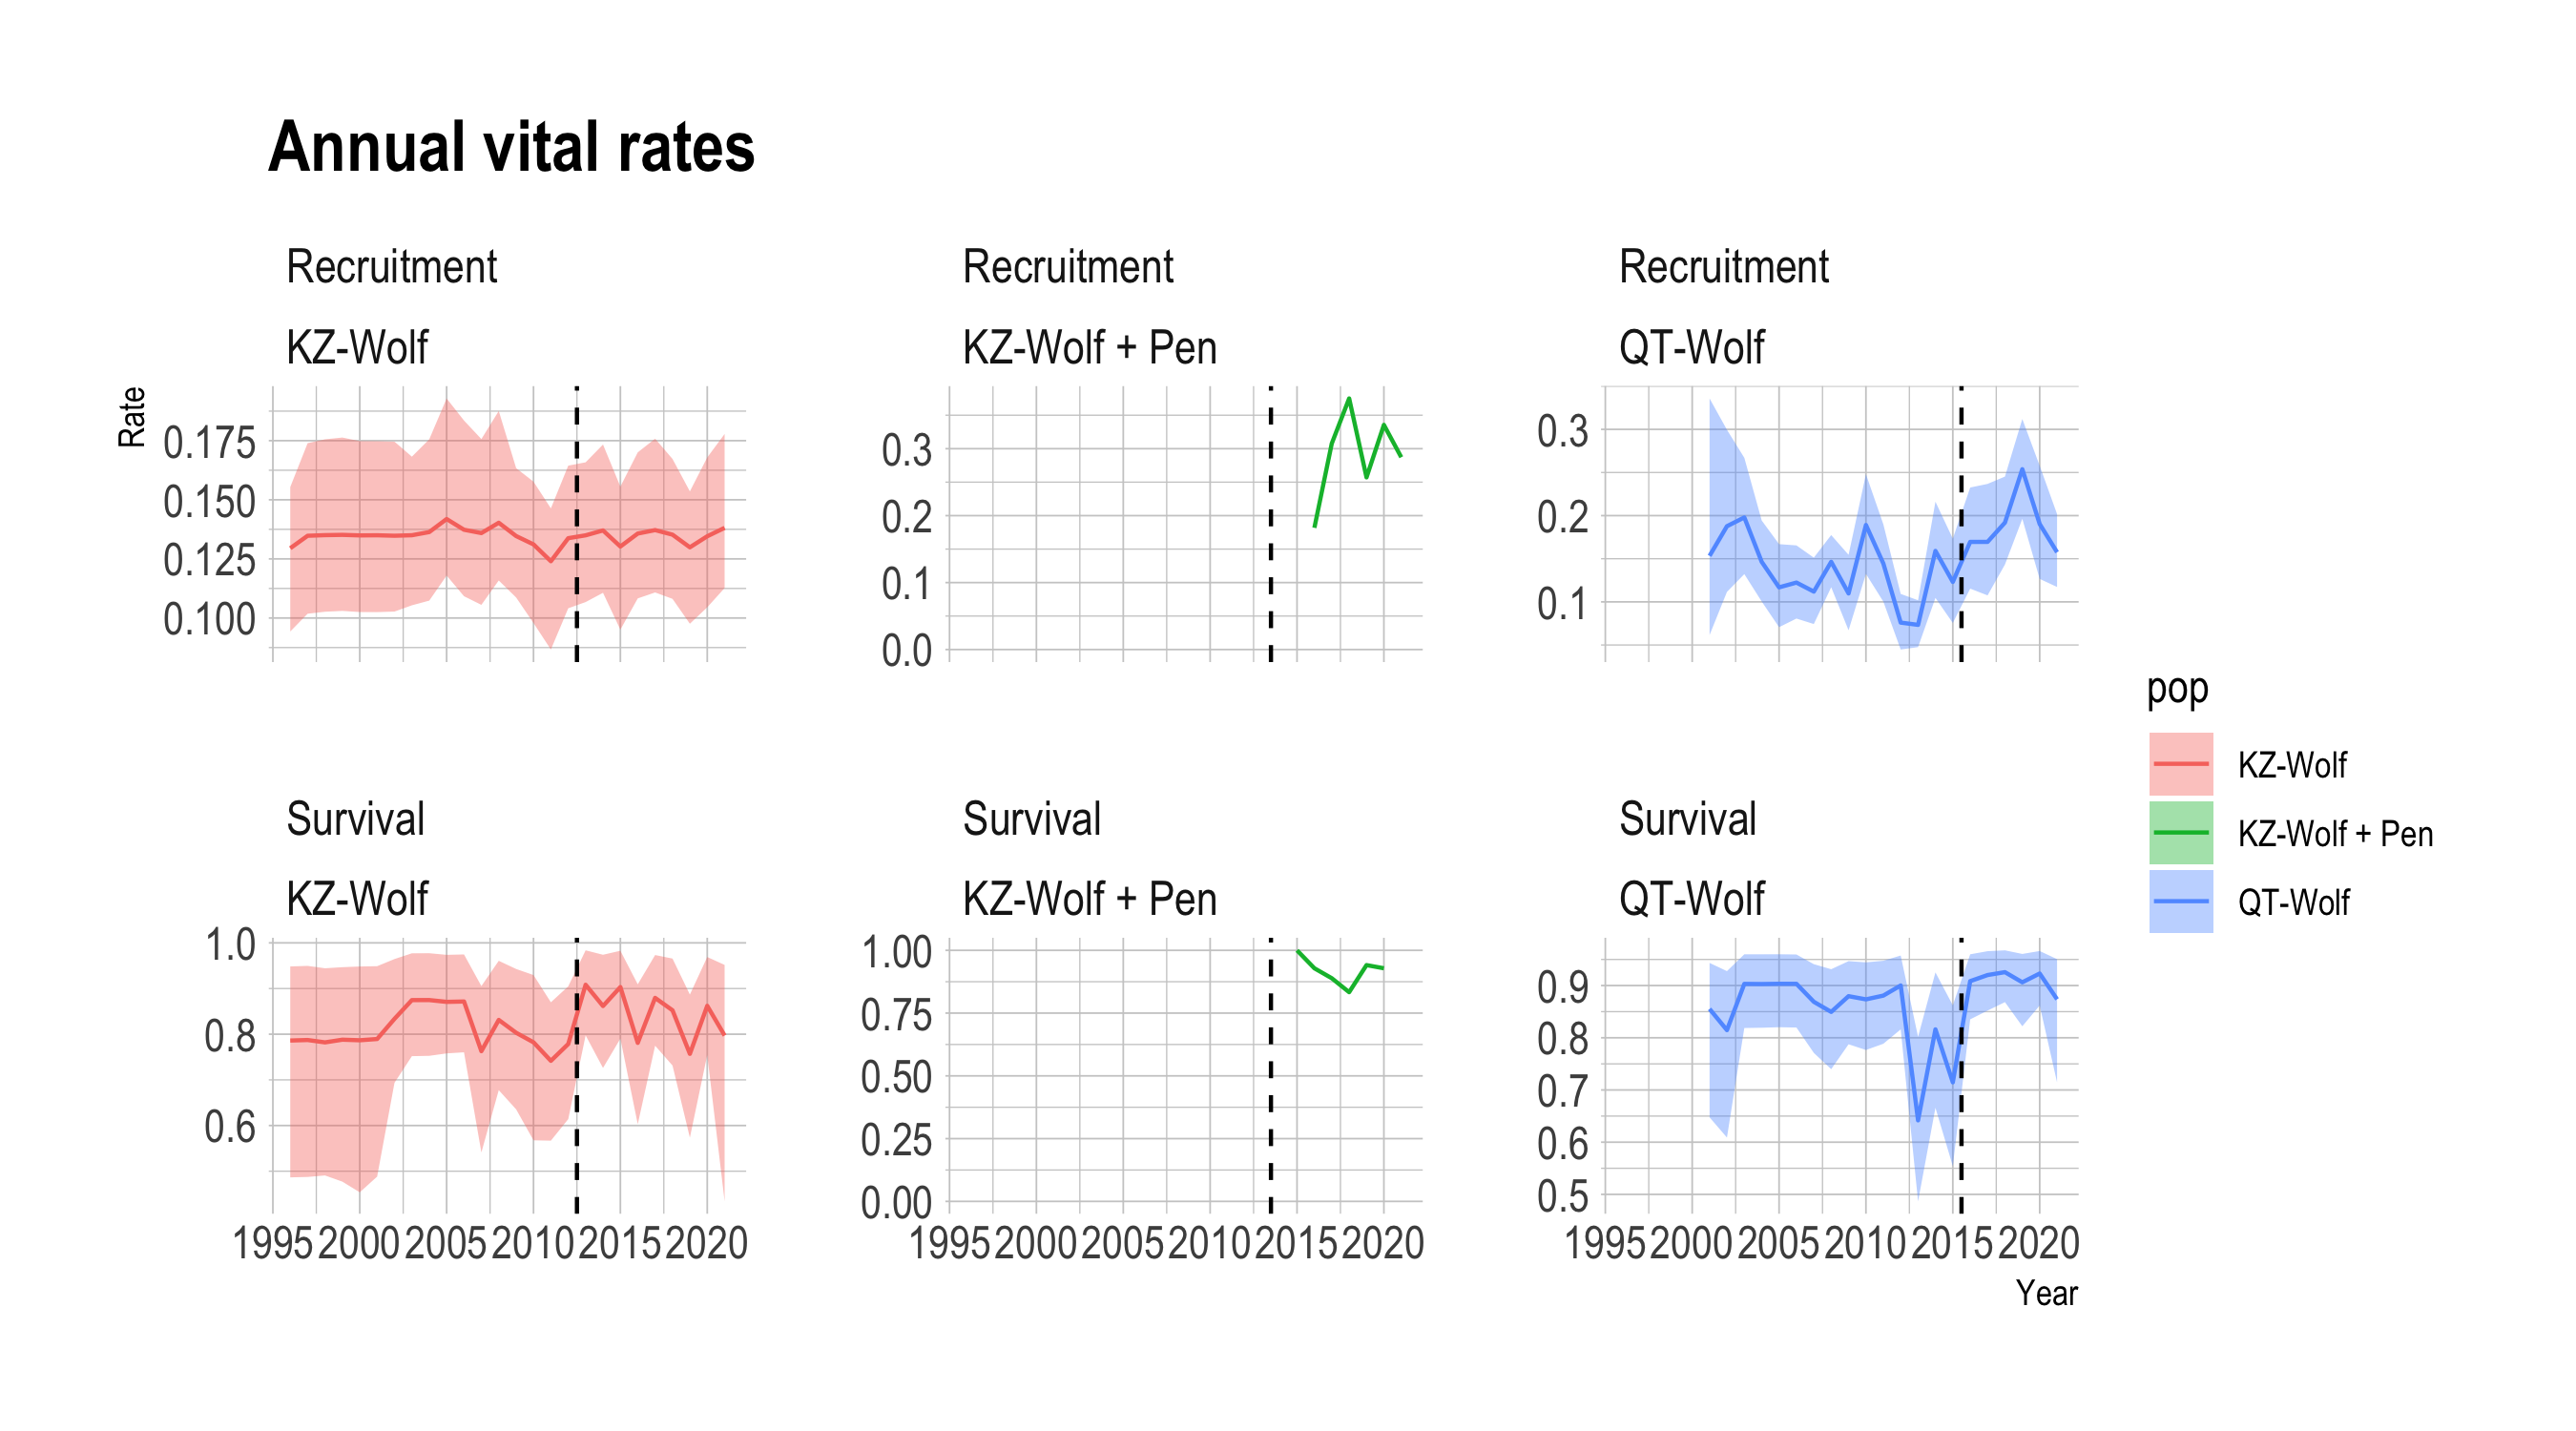 Annual vital rates
Recruitment
KZ-Wolf
Recruitment
KZ-Wolf + Pen
Recruitment
QT-Wolf
Rate
0.175
0.150
0.125
0.100
0.3
0.2
0.1
0.0
0.3
0.2
0.1
Survival
KZ-Wolf
Survival
KZ-Wolf + Pen
Survival
QT-Wolf
1.0
0.8
0.6
1.00
0.75
0.50
0.25
0.00
0.9
0.8
0.7
0.6
0.5
1995 2000 2005 2010 2015 2020
1995 2000 2005 2010 2015 2020
1995 2000 2005 2010 2015 2020
Year
pop
KZ-Wolf
KZ-Wolf + Pen
QT-Wolf